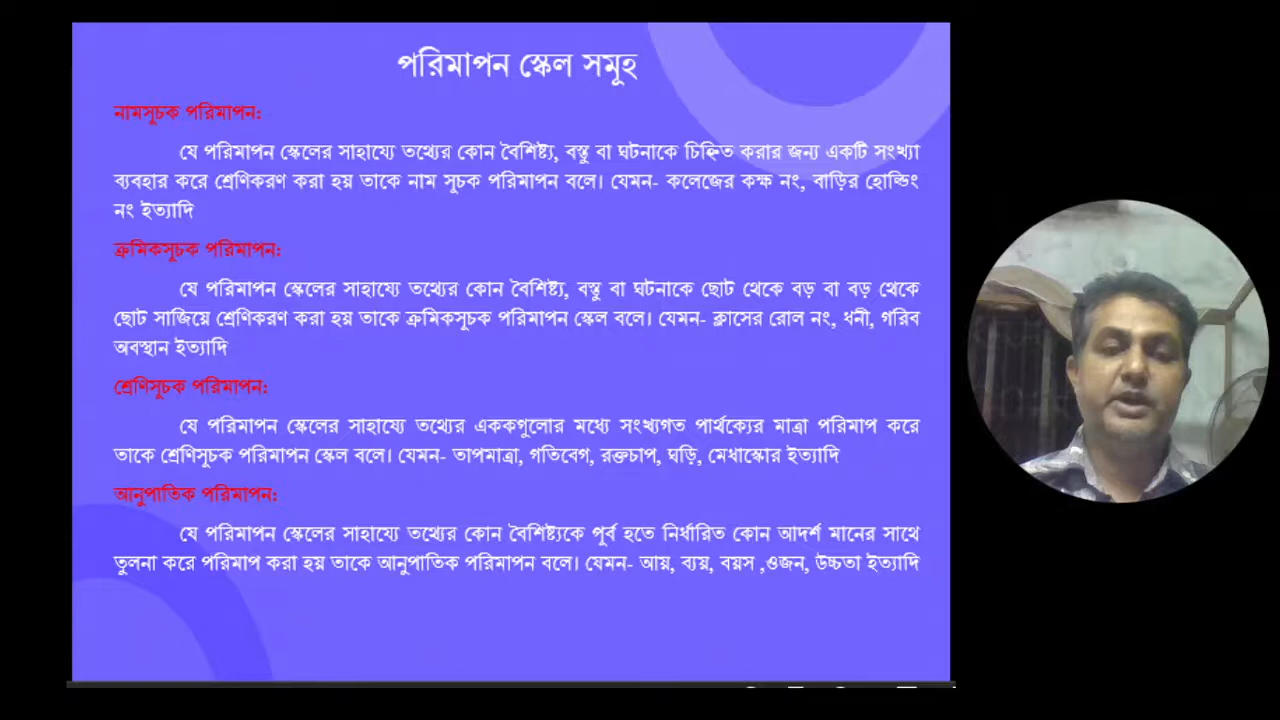 পরিমাপন স্কেল সমূহ
নামসূচক পরিমাপন:
যে পরিমাপন স্কেলের সাহায্যে তথ্যের কোন বৈশিষ্ট্য, বস্তু বা ঘটনাকে চিহ্নিত করার জন্য একটি সংখ্যা
ব্যবহার করে শ্রেণিকরণ করা হয় তাকে নাম সূচক পরিমাপন বলে। যেমন- কলেজের কক্ষ নং, বাড়ির হোল্ডিং
নং ইত্যাদি
ক্রমিকসূচক পরিমাপন:
যে পরিমাপন স্কেলের সাহায্যে তথ্যের কোন বৈশিষ্ট্য, বস্তু বা ঘটনাকে ছোট থেকে বড় বা বড় থেকে
ছোট সাজিয়ে শ্রেণিকরণ করা হয় তাকে ক্রমিকসূচক পরিমাপন স্কেল বলে। যেমন- ক্লাসের রোল নং, ধনী, গরিব
অবস্থান ইত্যাদি
শ্রেণিসূচক পরিমাপন:
যে পরিমাপন স্কেলের সাহায্যে তথ্যের এককগুলোর মধ্যে সংখ্যগত পার্থক্যের মাত্রা পরিমাপ করে
তাকে শ্রেণিসূচক পরিমাপন স্কেল বলে। যেমন- তাপমাত্রা, গতিবেগ, রক্তচাপ, ঘড়ি, মেধাস্কোর ইত্যাদি
আনুপাতিক পরিমাপন:
যে পরিমাপন স্কেলের সাহায্যে তথ্যের কোন বৈশিষ্ট্যকে পূর্ব হতে নির্ধারিত কোন আদর্শ মানের সাথে
তুলনা করে পরিমাপ করা হয় তাকে আনুপাতিক পরিমাপন বলে। যেমন- আয়, ব্যয়, বয়স ,ওজন, উচ্চতা ইত্যাদি